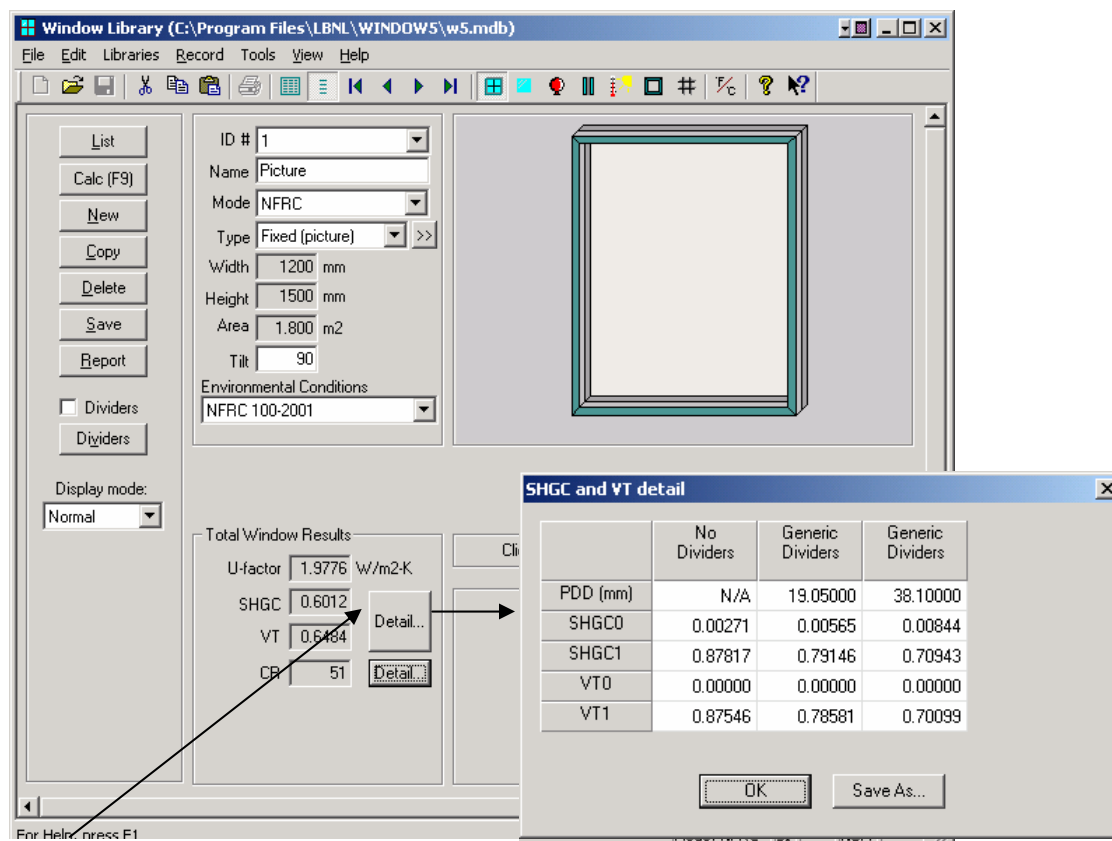 Window Library (C:\Program Files\LBNL\WINDOW5\w5.mdb)
File Edit Libraries Record Tools View Help
List
Calc (F9)
New
Copy
Delete
Save
Report
Dividers
Dividers
Display mode:
Normal
ID # 1
Name Picture
Mode NFRC
Type Fixed (picture) >>
Width 1200 mm
Height 1500 mm
Area 1.800 m2
Tilt 90
Environmental Conditions
NFRC 100-2001
Total Window Results
U-factor 1.9776 W/m2-K
SHGC 0.6012
VT 0.6484
Detail...
CR 51 Detail...
SHGC and VT detail
No Dividers Generic Dividers Generic Dividers
PDD (mm) N/A 19.05000 38.10000
SHGC0 0.00271 0.00565 0.00844
SHGC1 0.87817 0.79146 0.70943
VT0 0.00000 0.00000 0.00000
VT1 0.87546 0.78581 0.70099
OK Save As...
For Help, press F1